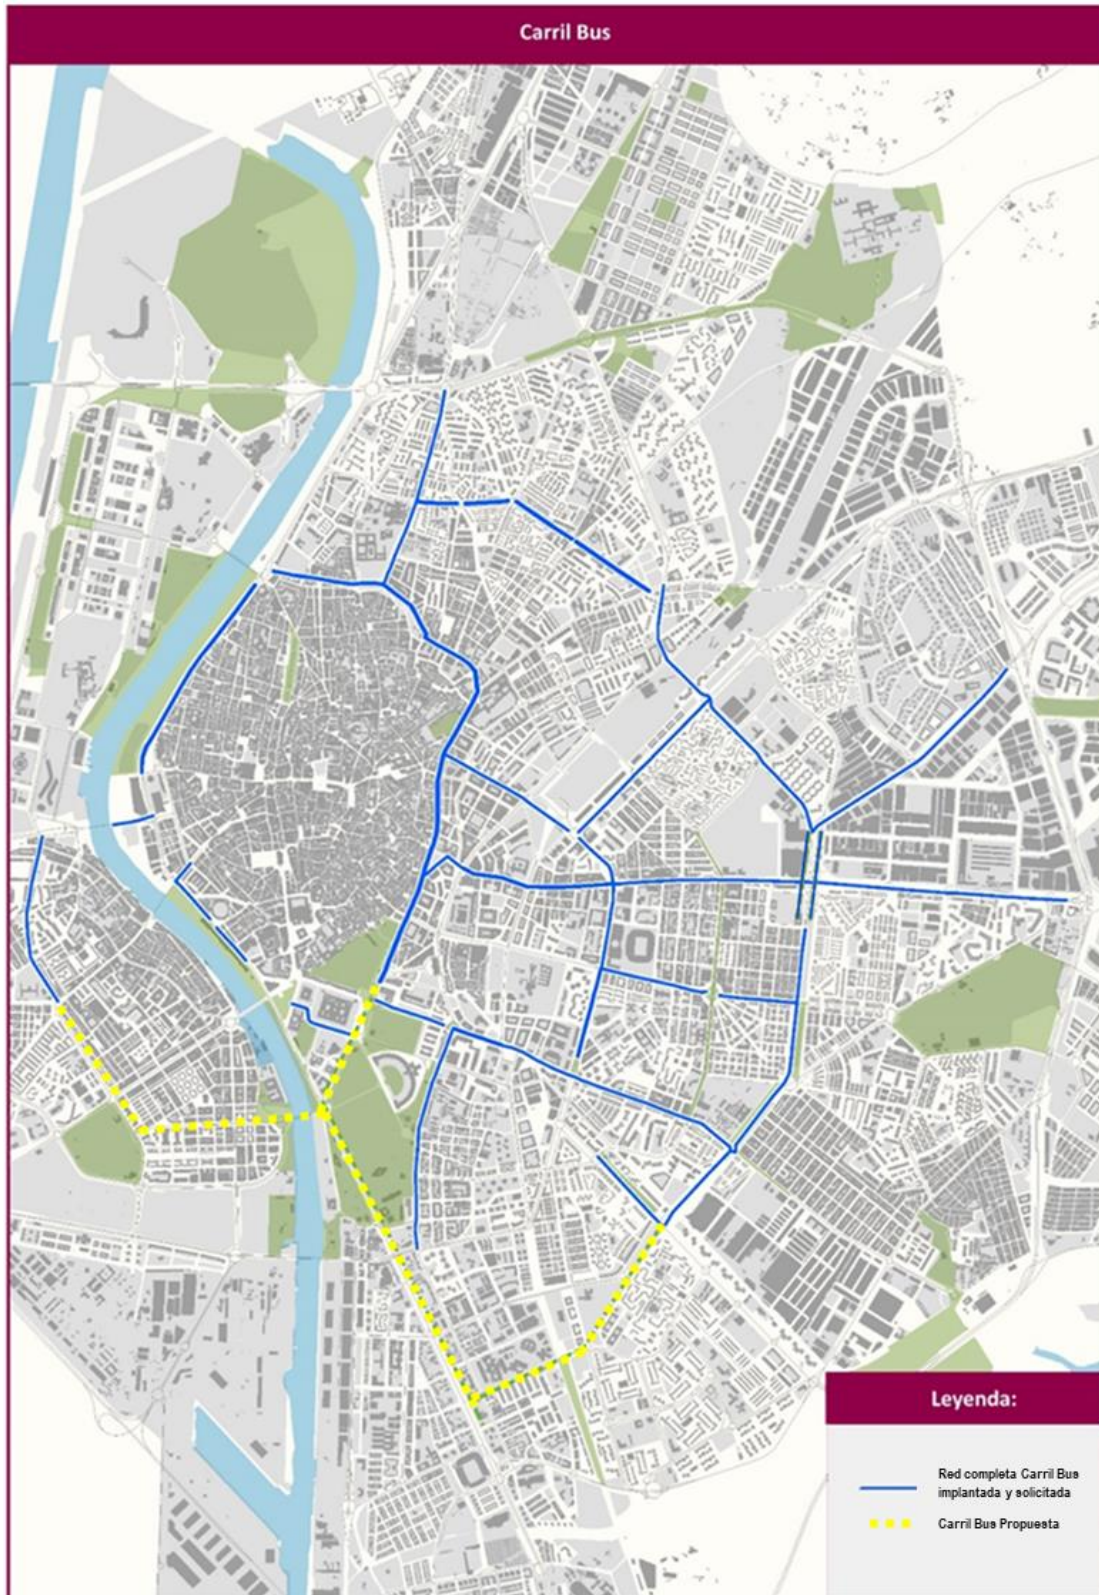 Carril Bus
Leyenda:
Red completa Carril Bus
implantada y solicitada
Carril Bus Propuesta